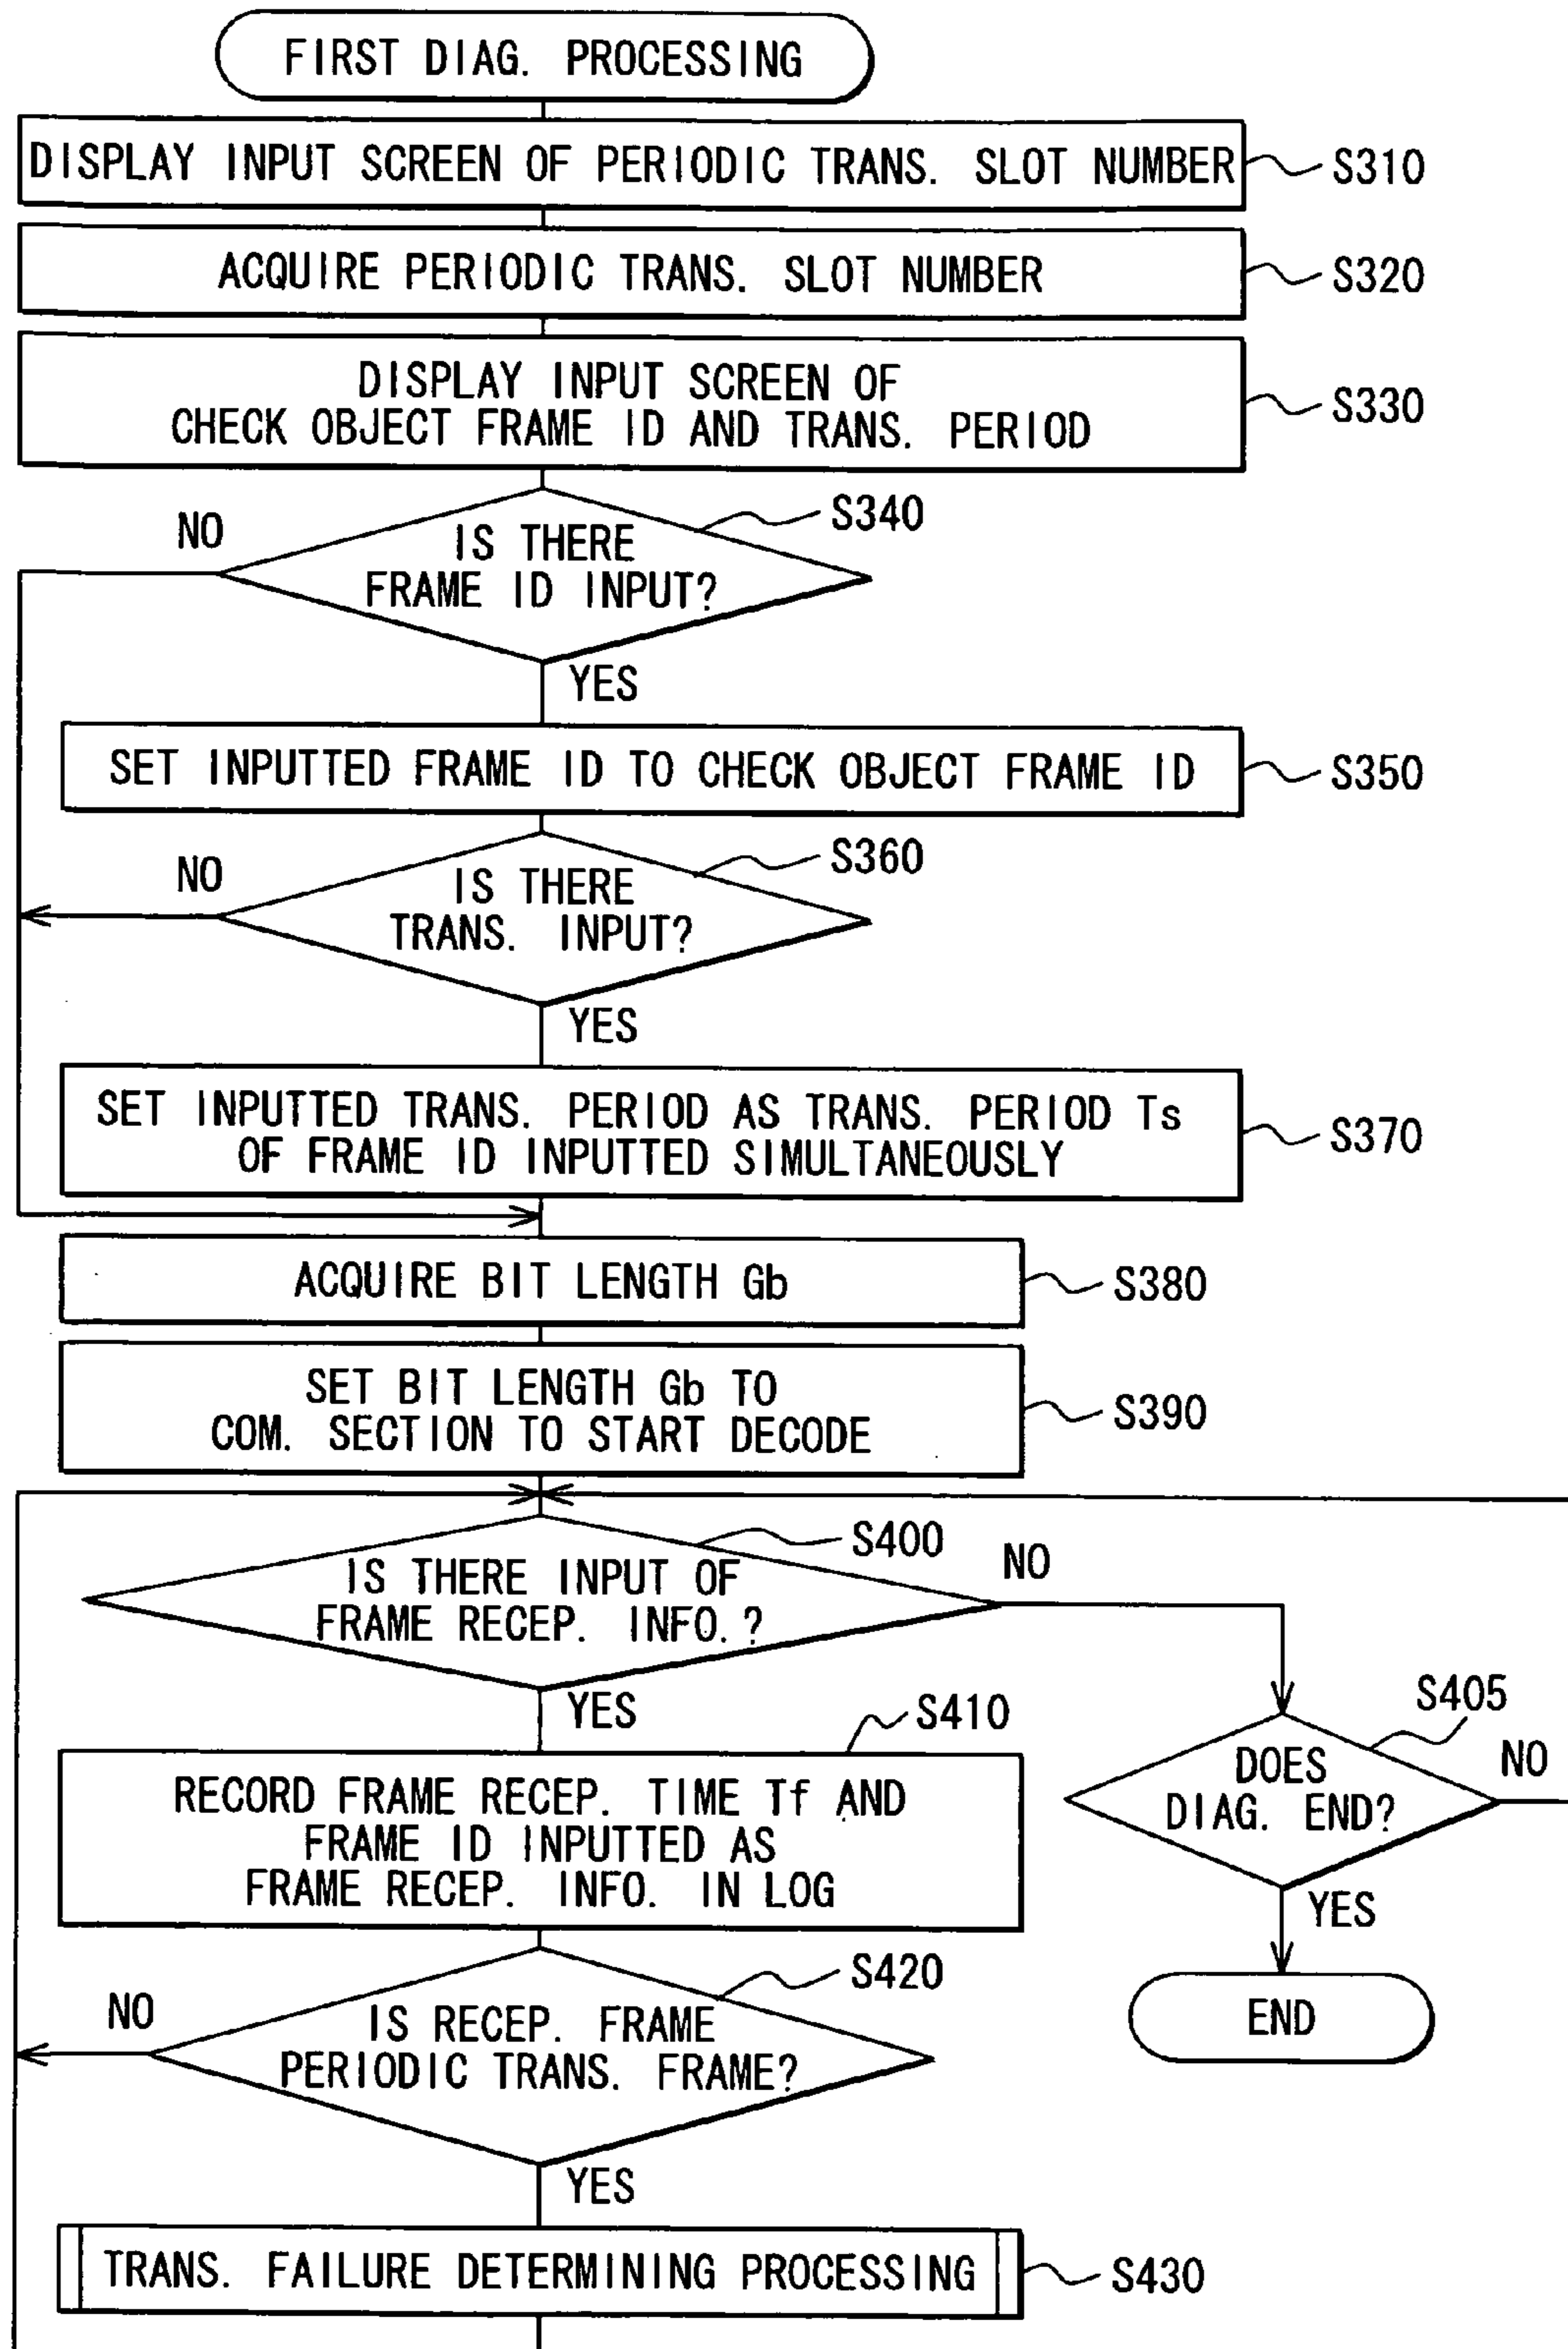 FIRST DIAG. PROCESSING
DISPLAY INPUT SCREEN OF PERIODIC TRANS. SLOT NUMBER
S310
ACQUIRE PERIODIC TRANS. SLOT NUMBER
S320
DISPLAY INPUT SCREEN OF
CHECK OBJECT FRAME ID AND TRANS. PERIOD
S330
S340
NO
IS THERE
FRAME ID INPUT?
YES
SET INPUTTED FRAME ID TO CHECK OBJECT FRAME ID
S350
S360
NO
IS THERE
TRANS. INPUT?
YES
SET INPUTTED TRANS. PERIOD AS TRANS. PERIOD Ts
OF FRAME ID INPUTTED SIMULTANEOUSLY
S370
ACQUIRE BIT LENGTH Gb
S380
SET BIT LENGTH Gb TO
COM. SECTION TO START DECODE
S390
S400
NO
IS THERE INPUT OF
FRAME RECEP. INFO.?
YES
S410
RECORD FRAME RECEP. TIME Tf AND
FRAME ID INPUTTED AS
FRAME RECEP. INFO. IN LOG
S405
NO
DOES
DIAG. END?
YES
END
S420
NO
IS RECEP. FRAME
PERIODIC TRANS. FRAME?
YES
TRANS. FAILURE DETERMINING PROCESSING
S430